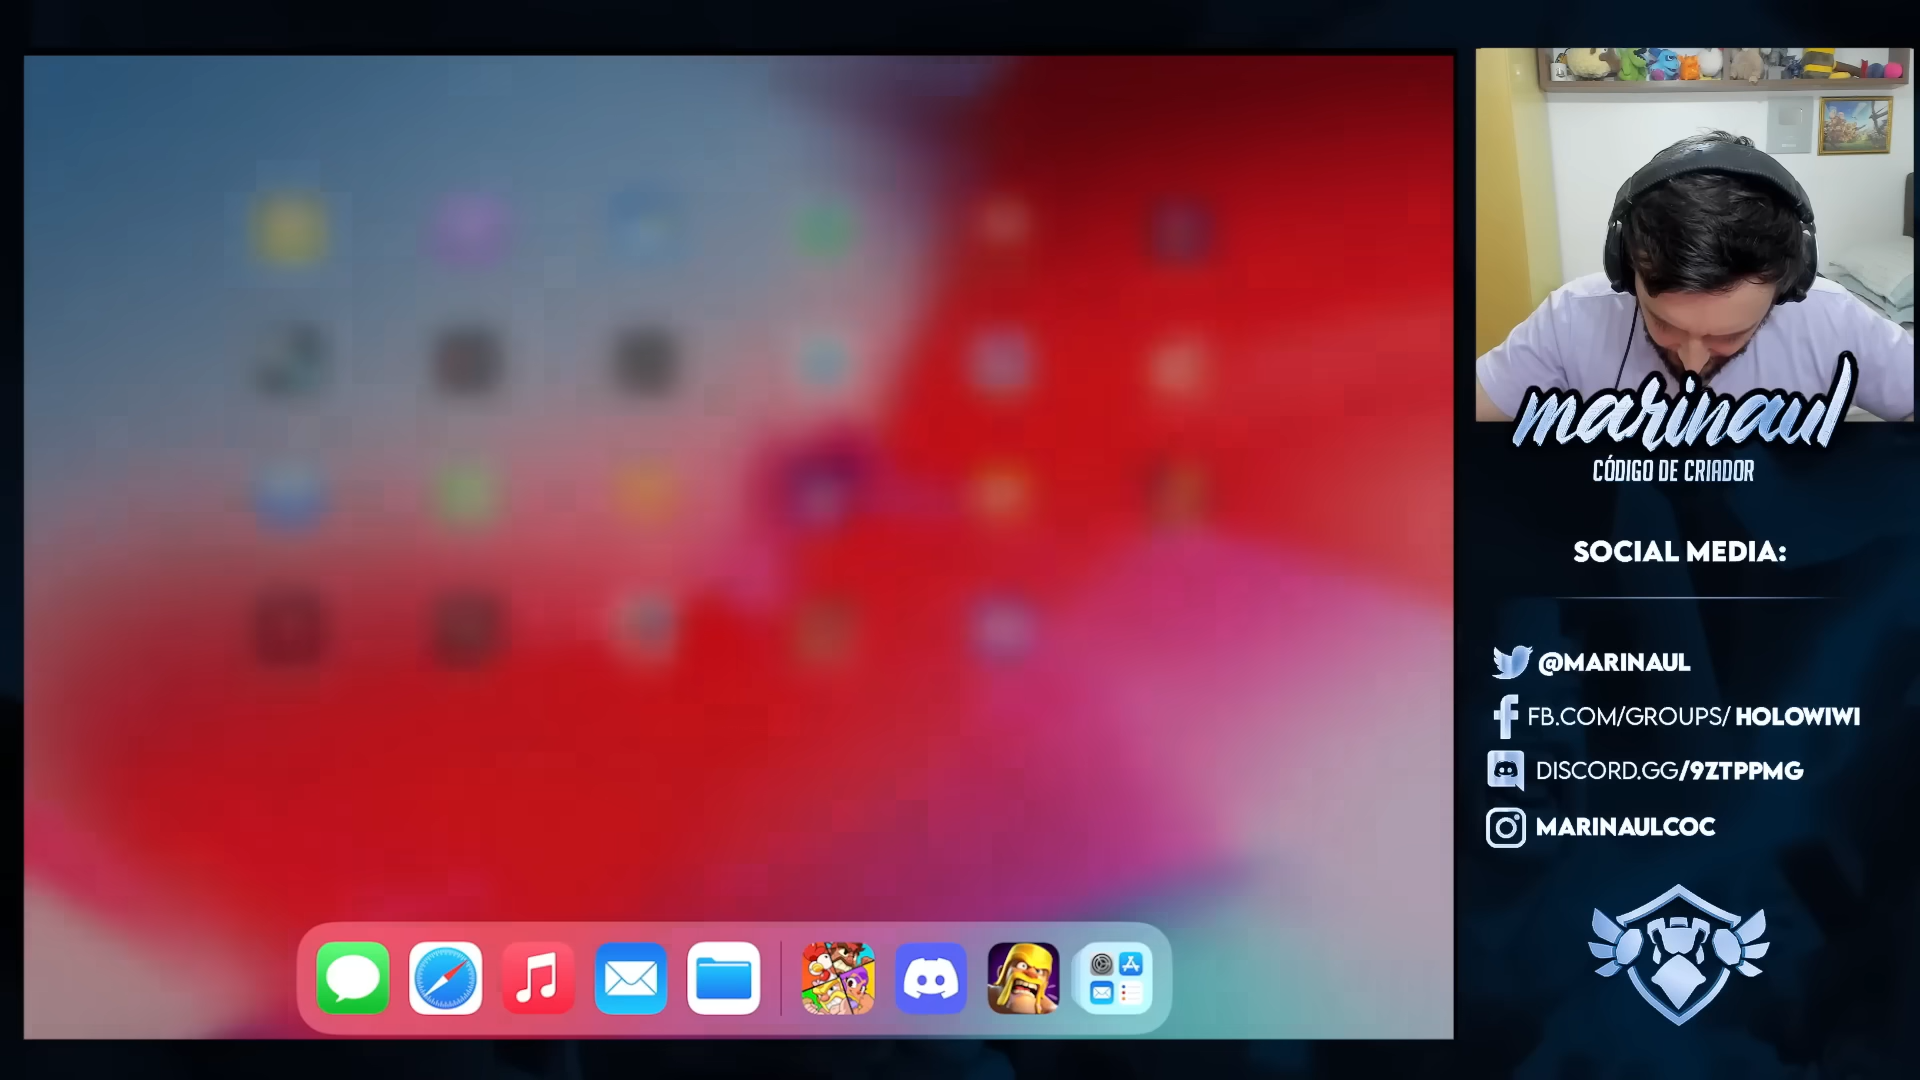 marinaul
CÓDIGO DE CRIADOR
SOCIAL MEDIA:
@MARINAUL
FB.COM/GROUPS/ HOLOWIWI
DISCORD.GG/9ZTPPMG
MARINAULCOC